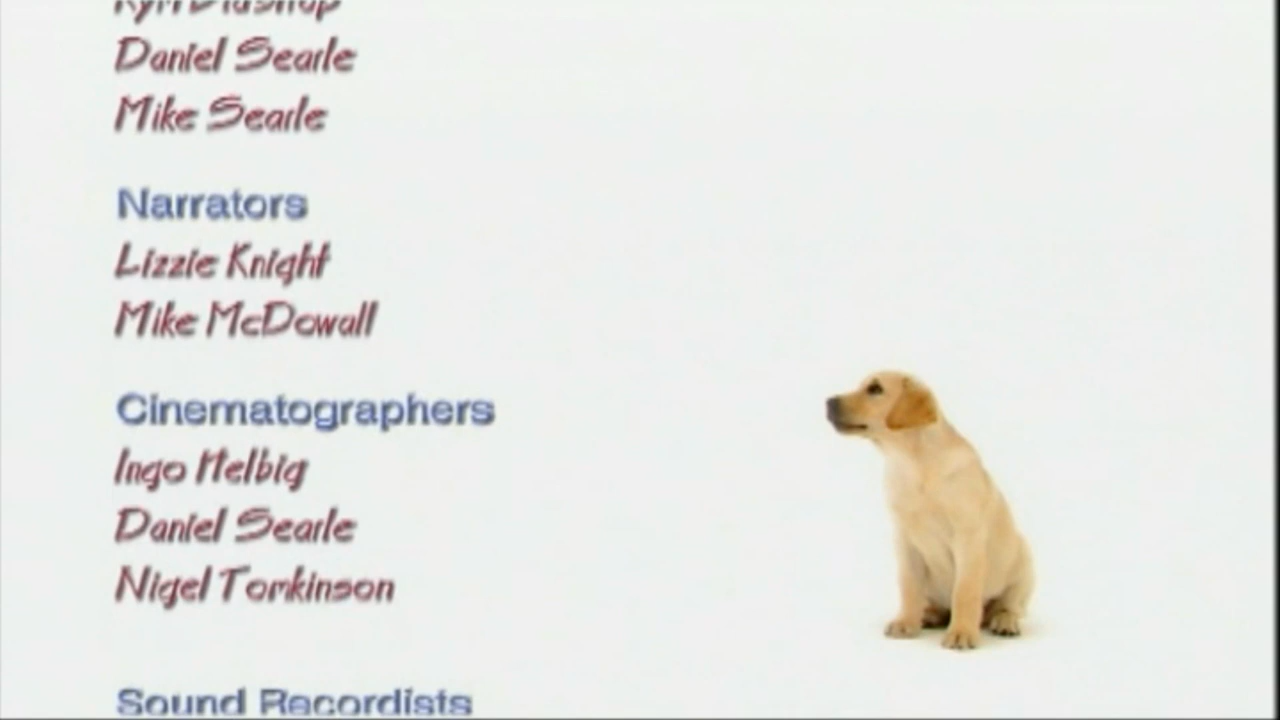 Daniel Searle
Mike Searle
Narrators
Lizzie Knight
Mike McDowall
Cinematographers
Ingo Helbig
Daniel Searle
Nigel Tomkinson
Sound Recordists